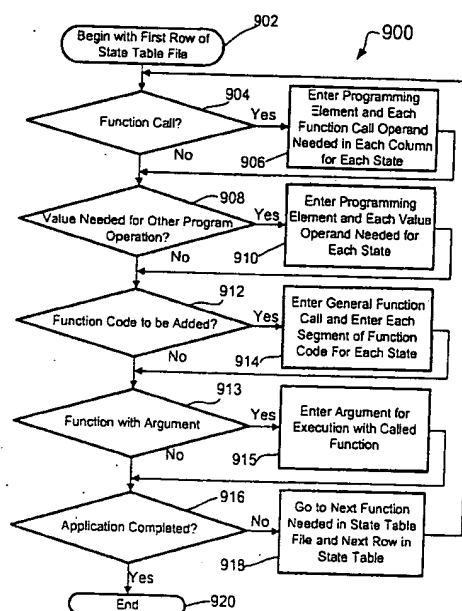 Begin with First Row of
State Table File
902
900
904
Function Call?
Yes
No
Enter Programming
Element and Each
Function Call Operand
Needed in Each Column
for Each State
906
908
Value Needed for Other Program
Operation?
Yes
No
Enter Programming
Element and Each Value
Operand Needed for
Each State
910
912
Function Code to be Added?
Yes
No
Enter General Function
Call and Enter Each
Segment of Function
Code For Each State
914
913
Function with Argument
Yes
No
Enter Argument for
Execution with Called
Function
915
916
Application Completed?
No
Yes
Go to Next Function
Needed in State Table
File and Next Row in
State Table
918
End
920